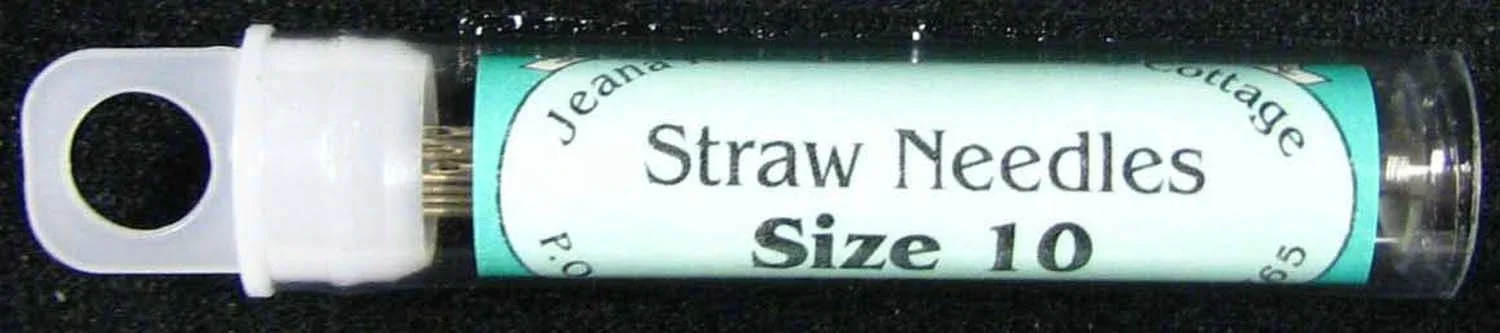 Jeana Cottage
Straw Needles
Size 10
P.O 65